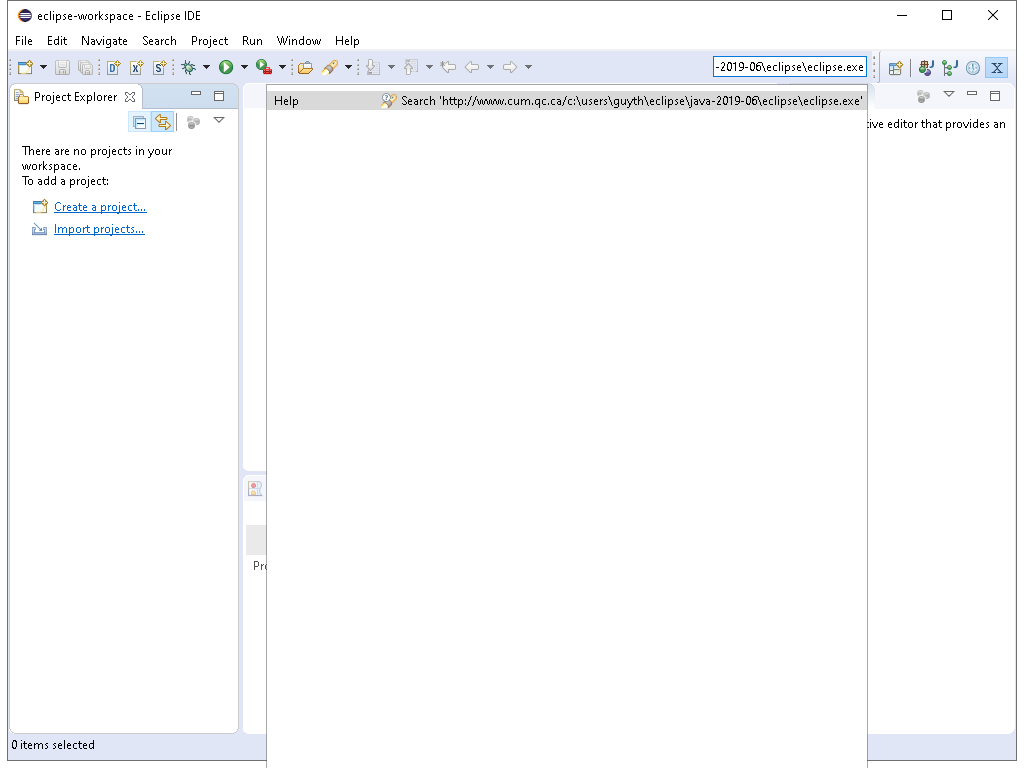 eclipse-workspace - Eclipse IDE
File Edit Navigate Search Project Run Window Help
-2019-06\eclipse\eclipse.exe
Project Explorer
Help Search 'http://www.cum.qc.ca/c:\users\guyth\eclipse\java-2019-06\eclipse\eclipse.exe'
tive editor that provides an
There are no projects in your
workspace.
To add a project:
Create a project...
Import projects...
Pro
0 items selected